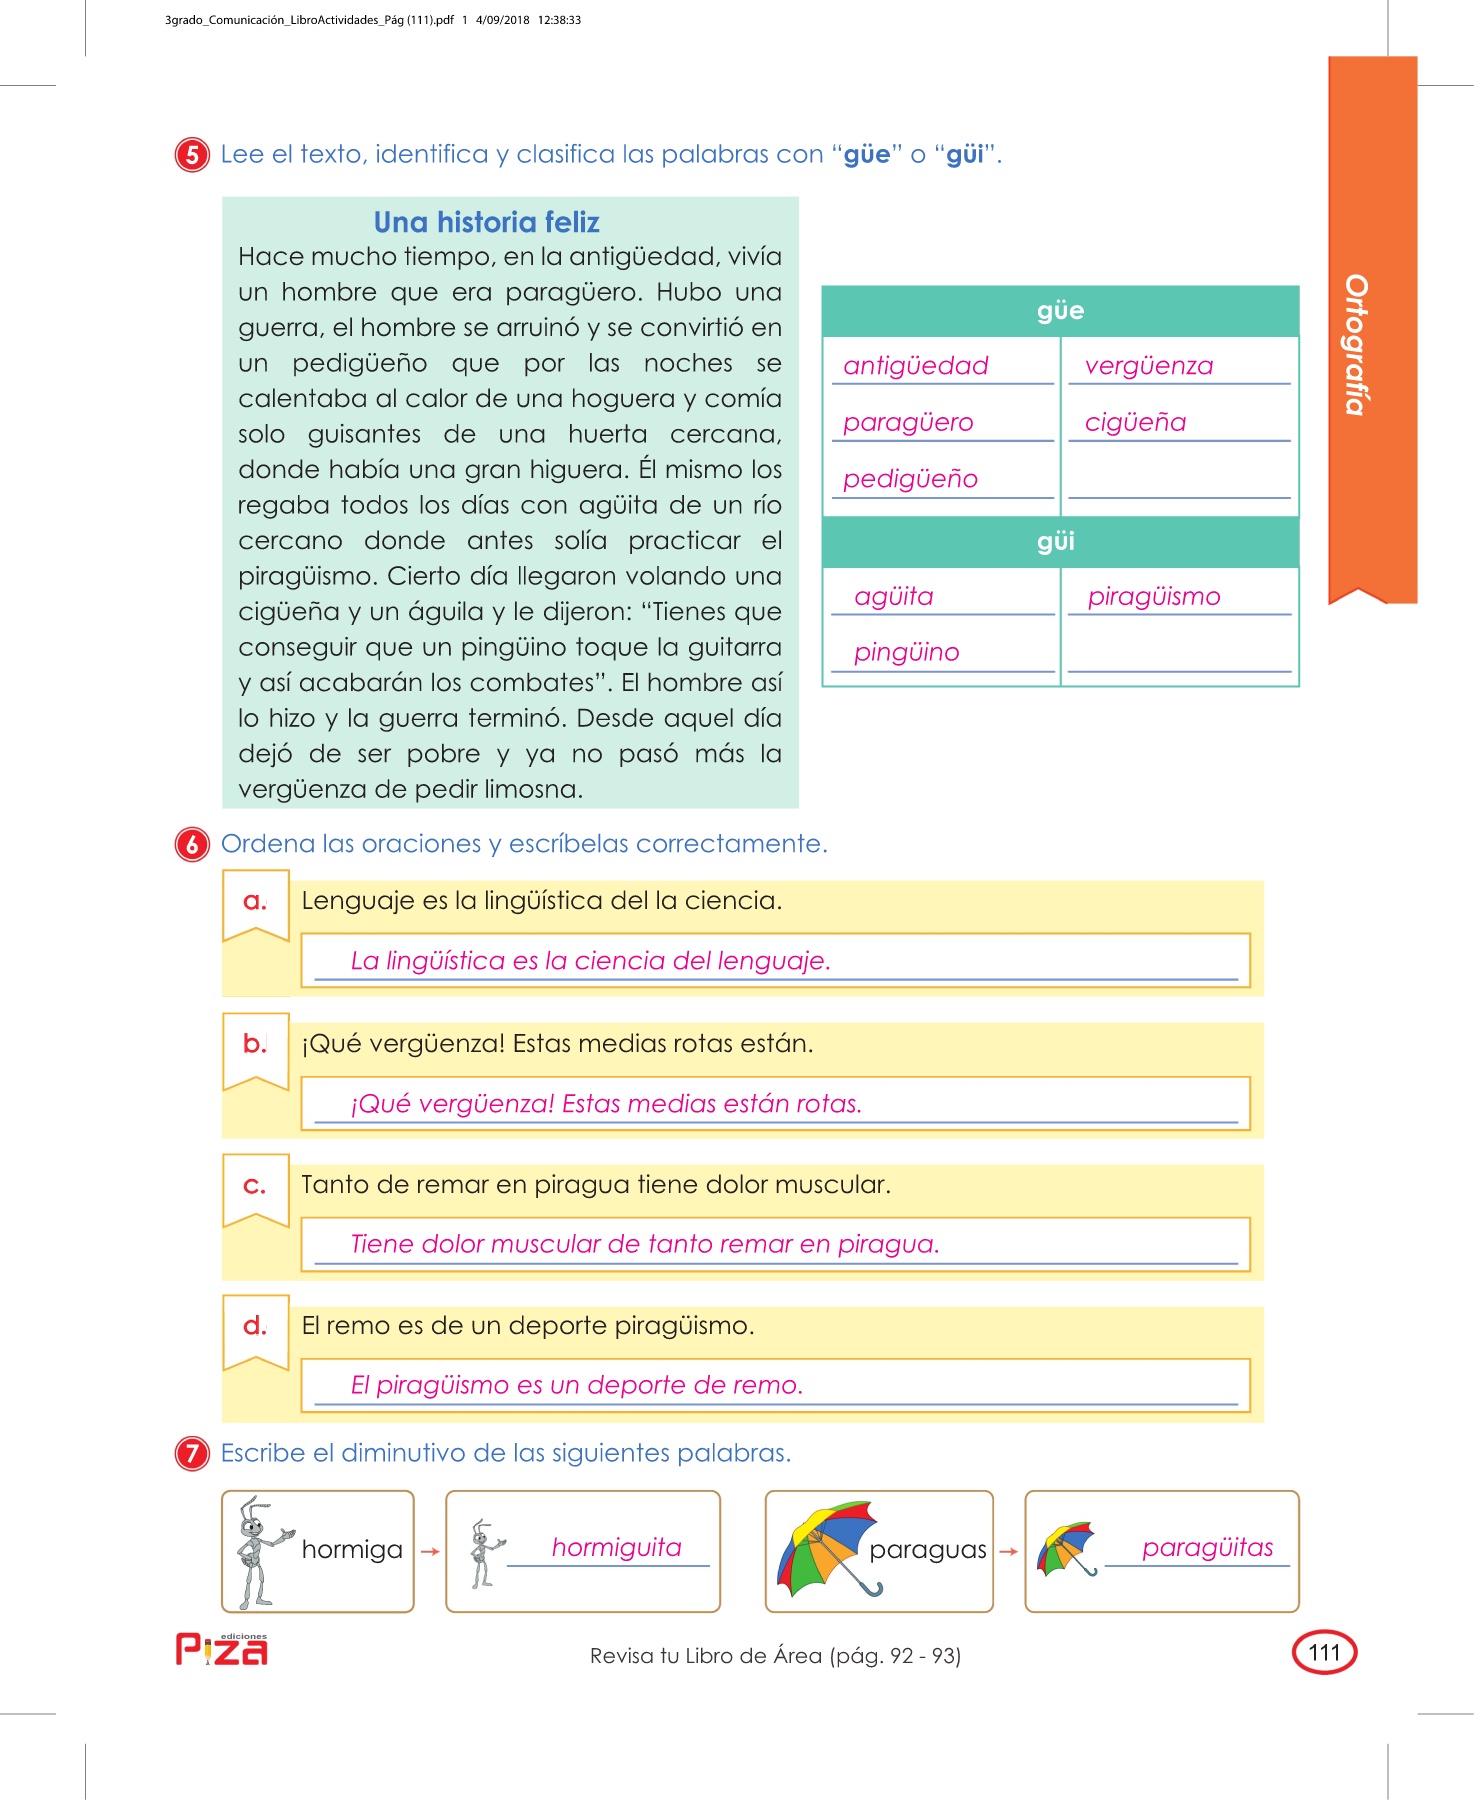 3grado_Comunicación_LibroActividades_Pág (111).pdf 1 4/09/2018 12:38:33
Ortografía
5 Lee el texto, identifica y clasifica las palabras con “güe” o “güi”.
Una historia feliz
Hace mucho tiempo, en la antigüedad, vivía
un hombre que era paragüero. Hubo una
guerra, el hombre se arruinó y se convirtió en
un pedigüeño que por las noches se
calentaba al calor de una hoguera y comía
solo guisantes de una huerta cercana,
donde había una gran higuera. Él mismo los
regaba todos los días con agüita de un río
cercano donde antes solía practicar el
piragüismo. Cierto día llegaron volando una
cigüeña y un águila y le dijeron: “Tienes que
conseguir que un pingüino toque la guitarra
y así acabarán los combates”. El hombre así
lo hizo y la guerra terminó. Desde aquel día
dejó de ser pobre y ya no pasó más la
vergüenza de pedir limosna.
güe
antigüedad vergüenza
paragüero cigüeña
pedigüeño
güi
agüita piragüismo
pingüino
6 Ordena las oraciones y escríbelas correctamente.
a. Lenguaje es la lingüística del la ciencia.
La lingüística es la ciencia del lenguaje.
b. ¡Qué vergüenza! Estas medias rotas están.
¡Qué vergüenza! Estas medias están rotas.
c. Tanto de remar en piragua tiene dolor muscular.
Tiene dolor muscular de tanto remar en piragua.
d. El remo es de un deporte piragüismo.
El piragüismo es un deporte de remo.
7 Escribe el diminutivo de las siguientes palabras.
hormiga → hormiguita paraguas → paragüitas
ediciones
Piza
Revisa tu Libro de Área (pág. 92 - 93)
111